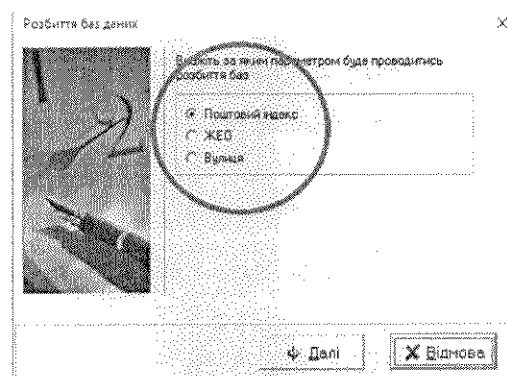 Розбиття баз даних
Вкажіть за яким параметром буде проводитись
розбиття баз
Поштовий індекс
ЖЕО
Вулиця
Далі
Відмова